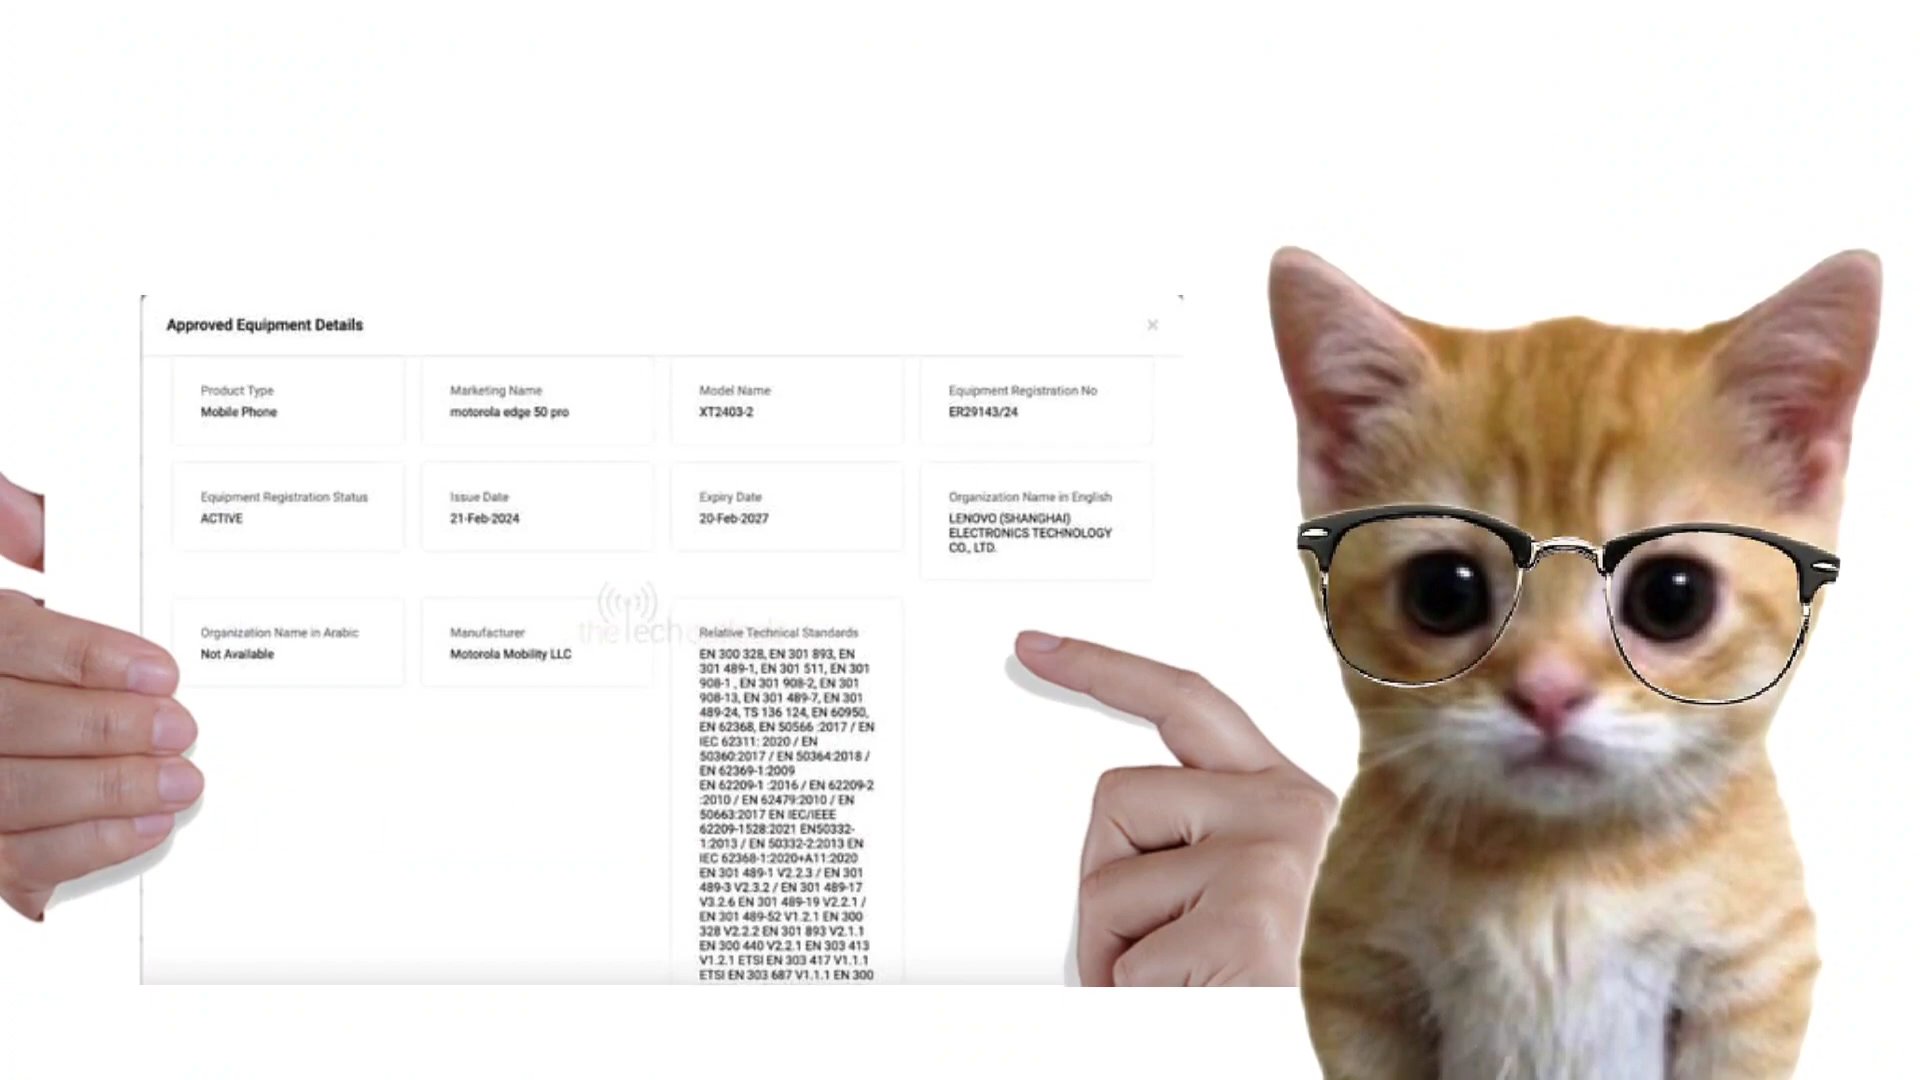 Approved Equipment Details
×
Product Type
Mobile Phone
Marketing Name
motorola edge 50 pro
Model Name
XT2403-2
Equipment Registration No
ER29143/24
Equipment Registration Status
ACTIVE
Issue Date
21-Feb-2024
Expiry Date
20-Feb-2027
Organization Name in English
LENOVO (SHANGHAI)
ELECTRONICS TECHNOLOGY
CO., LTD.
Organization Name in Arabic
Not Available
Manufacturer
Motorola Mobility LLC
Relative Technical Standards
EN 300 328, EN 301 893, EN
301 489-1, EN 301 511, EN 301
908-1 , EN 301 908-2, EN 301
908-13, EN 301 489-7, EN 301
489-24, TS 136 124, EN 60950,
EN 62368, EN 50566 :2017 / EN
IEC 62311: 2020 / EN
50360:2017 / EN 50364:2018 /
EN 62369-1:2009
EN 62209-1 :2016 / EN 62209-2
:2010 / EN 62479:2010 / EN
50663:2017 EN IEC/IEEE
62209-1528:2021 EN50332-
1:2013 / EN 50332-2:2013 EN
IEC 62368-1:2020+A11:2020
EN 301 489-1 V2.2.3 / EN 301
489-3 V2.3.2 / EN 301 489-17
V3.2.6 EN 301 489-19 V2.2.1 /
EN 301 489-52 V1.2.1 EN 300
328 V2.2.2 EN 301 893 V2.1.1
EN 300 440 V2.2.1 EN 303 413
V1.2.1 ETSI EN 303 417 V1.1.1
ETSI EN 303 687 V1.1.1 EN 300